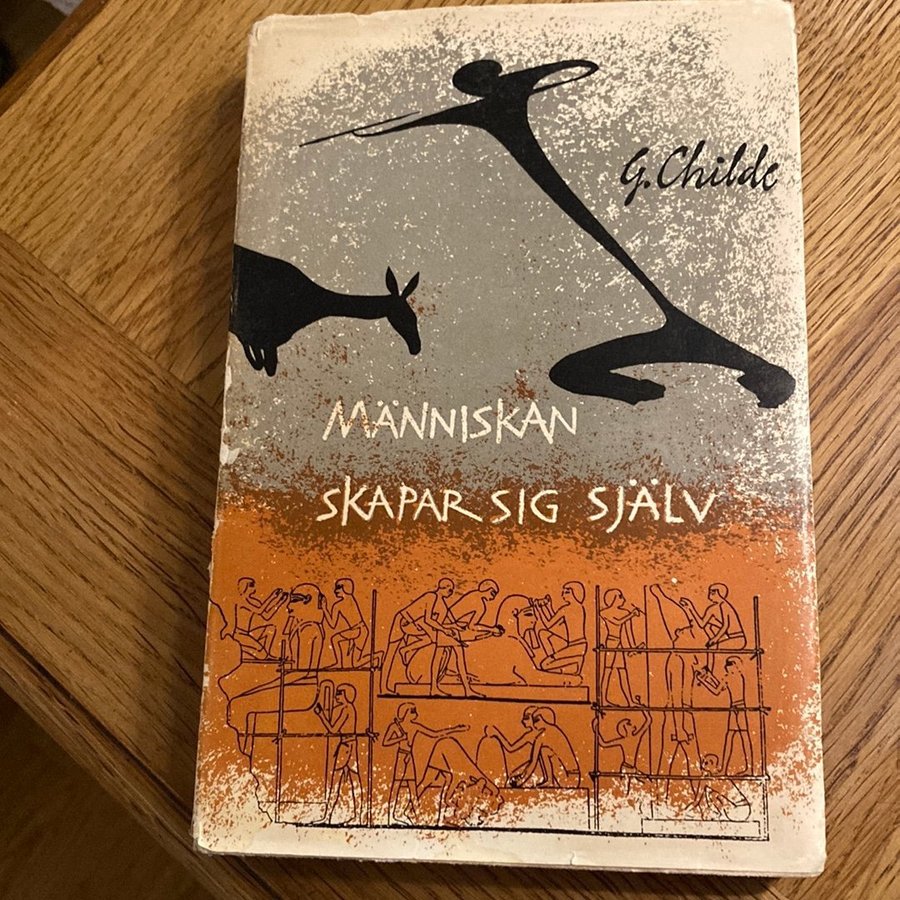 G. Childe
MÄNNISKAN
SKAPAR SIG SJÄLV